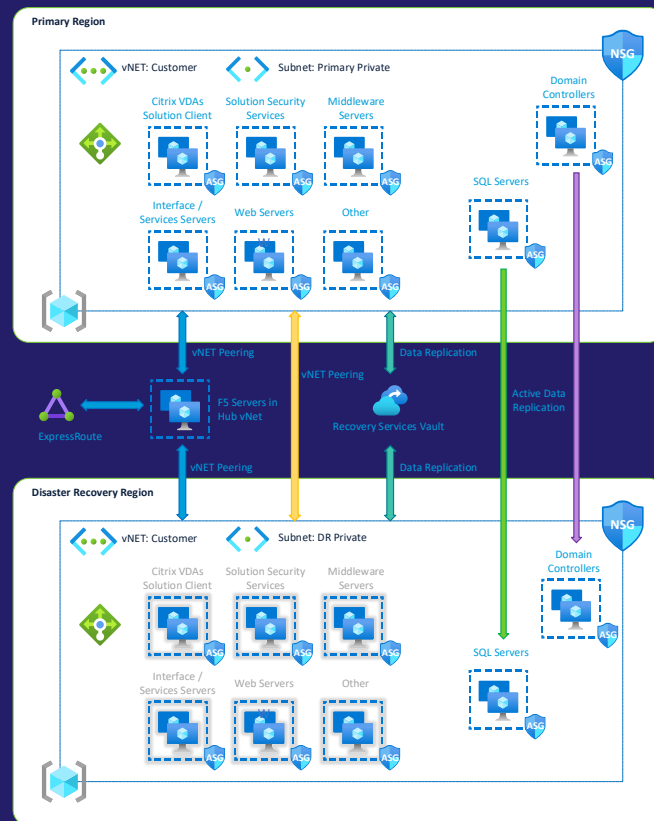 Primary Region
NSG
vNET: Customer
Subnet: Primary Private
Domain
Controllers
Citrix VDAs
Solution Client
Solution Security
Services
Middleware
Servers
ASG
ASG
ASG
ASG
SQL Servers
Interface /
Services Servers
Web Servers
Other
ASG
ASG
ASG
ASG
vNET Peering
Data Replication
vNET Peering
F5 Servers in
Hub vNet
Active Data
Replication
ExpressRoute
Recovery Services Vault
vNET Peering
Data Replication
Disaster Recovery Region
NSG
vNET: Customer
Subnet: DR Private
Domain
Controllers
Citrix VDAs
Solution Client
Solution Security
Services
Middleware
Servers
ASG
ASG
ASG
ASG
SQL Servers
Interface /
Services Servers
Web Servers
Other
ASG
ASG
ASG
ASG